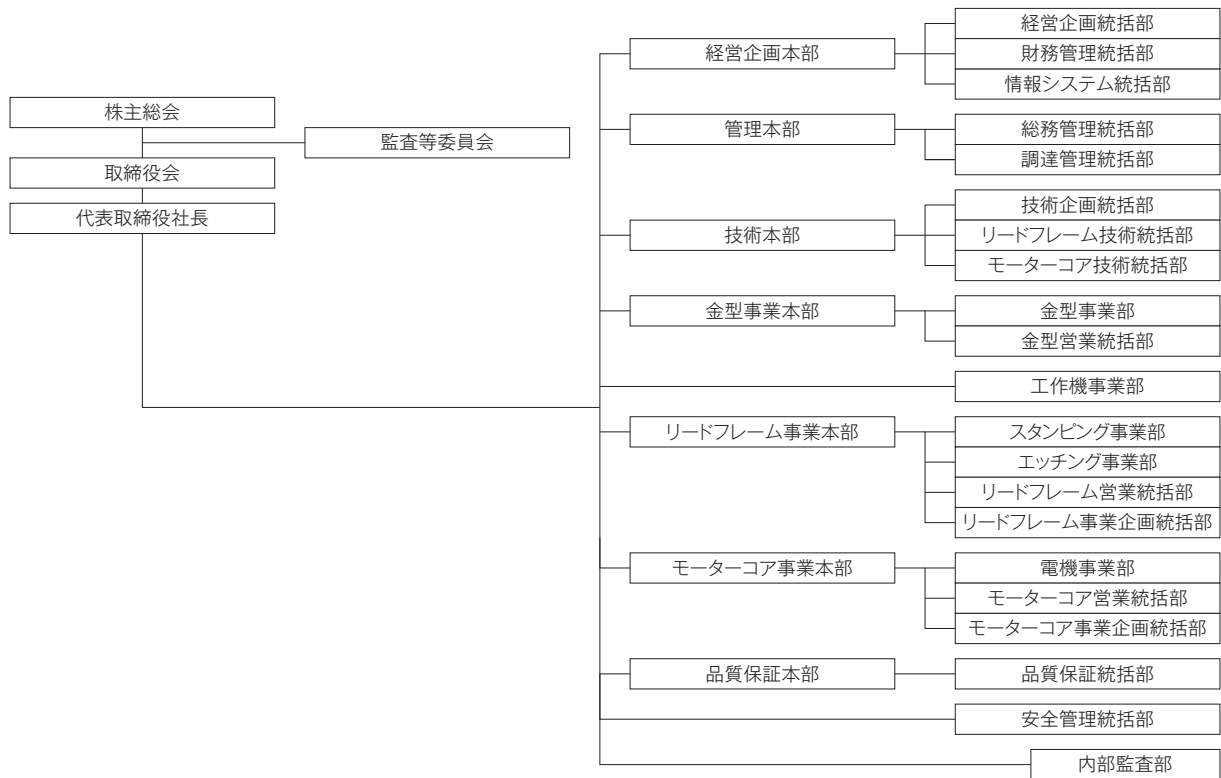 株主総会
監査等委員会
取締役会
代表取締役社長
経営企画本部
経営企画統括部
財務管理統括部
情報システム統括部
管理本部
総務管理統括部
調達管理統括部
技術本部
技術企画統括部
リードフレーム技術統括部
モーターコア技術統括部
金型事業本部
金型事業部
金型営業統括部
工作機事業部
リードフレーム事業本部
スタンピング事業部
エッチング事業部
リードフレーム営業統括部
リードフレーム事業企画統括部
モーターコア事業本部
電機事業部
モーターコア営業統括部
モーターコア事業企画統括部
品質保証本部
品質保証統括部
安全管理統括部
内部監査部